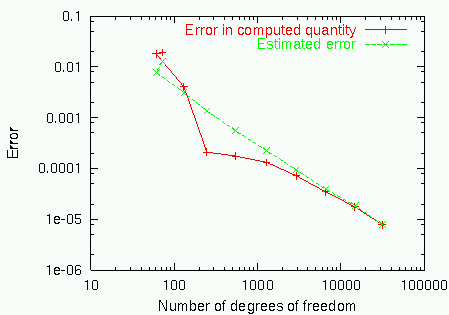 0.1
Error in computed quantity
Estimated error
0.01
0.001
0.0001
1e-05
1e-06
Error
10
100
1000
10000
100000
Number of degrees of freedom